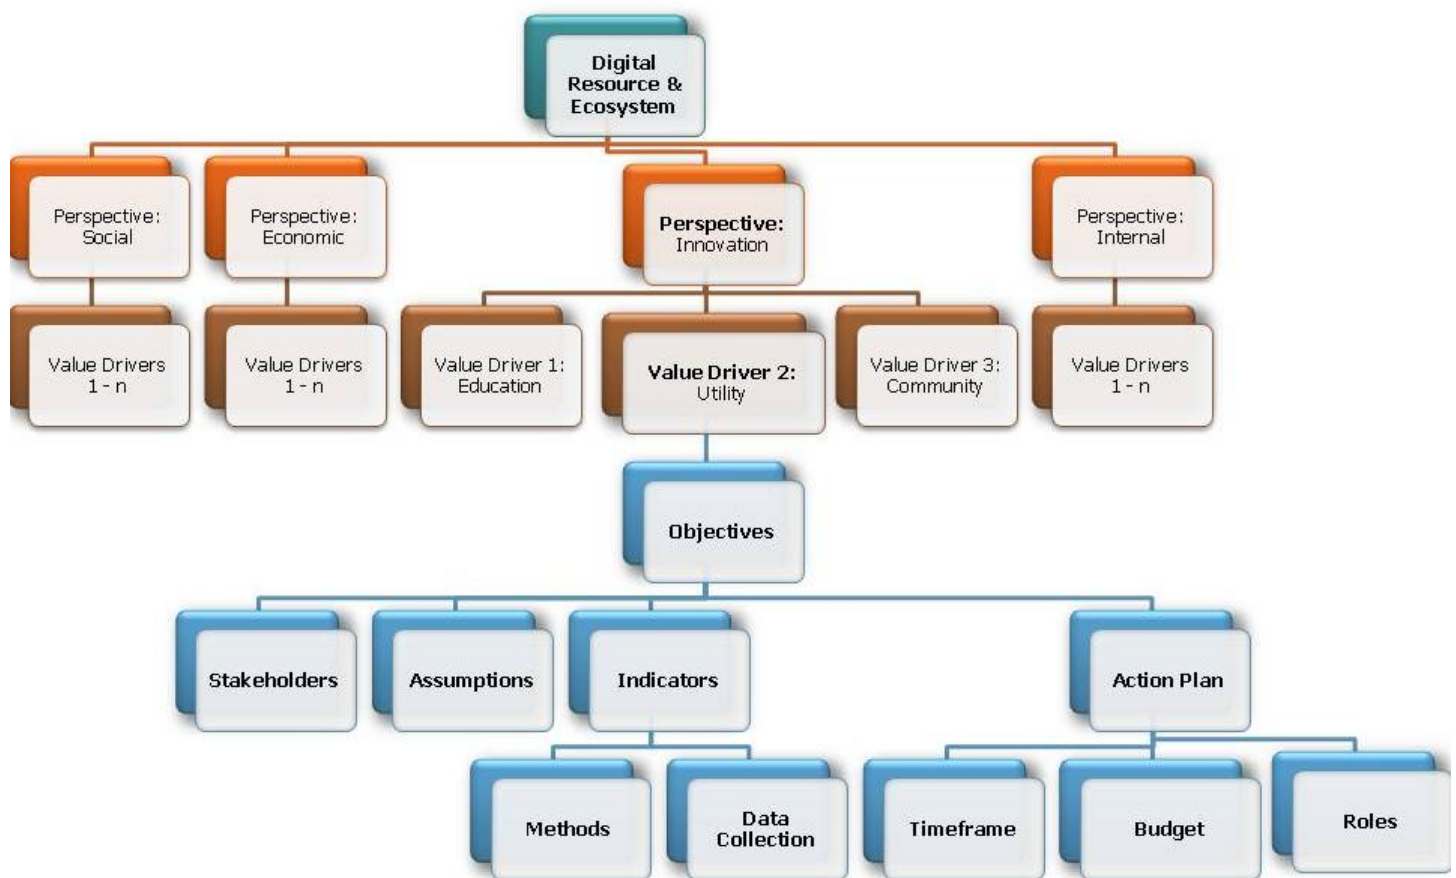 Digital
Resource &
Ecosystem
Perspective:
Social
Perspective:
Economic
Perspective:
Innovation
Perspective:
Internal
Value Drivers
1 - n
Value Drivers
1 - n
Value Driver 1:
Education
Value Driver 2:
Utility
Value Driver 3:
Community
Value Drivers
1 - n
Objectives
Stakeholders
Assumptions
Indicators
Action Plan
Methods
Data
Collection
Timeframe
Budget
Roles